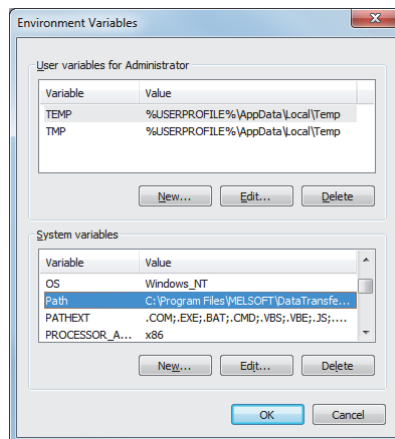 Environment Variables
User variables for Administrator
Variable Value
TEMP %USERPROFILE%\AppData\Local\Temp
TMP %USERPROFILE%\AppData\Local\Temp
New... Edit... Delete
System variables
Variable Value
OS Windows_NT
Path C:\Program Files\MELSOFT\DataTransfe...
PATHEXT .COM;.EXE;.BAT;.CMD;.VBS;.VBE;.JS;....
PROCESSOR_A... x86
New... Edit... Delete
OK Cancel